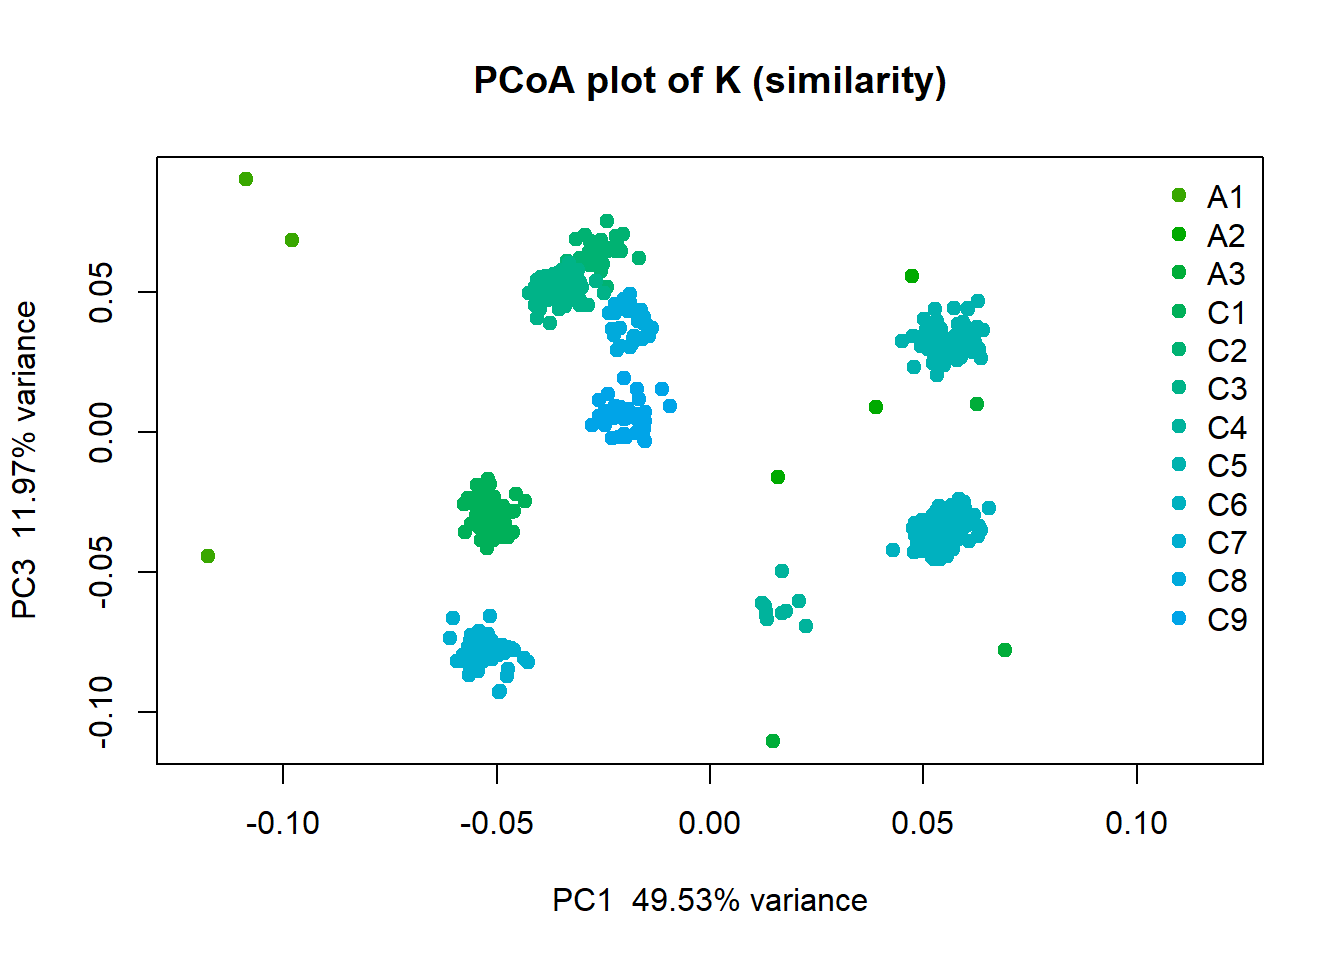 PCoA plot of K (similarity)
PC3  11.97% variance
0.05
0.00
-0.05
-0.10
A1
A2
A3
C1
C2
C3
C4
C5
C6
C7
C8
C9
-0.10 -0.05 0.00 0.05 0.10
PC1  49.53% variance